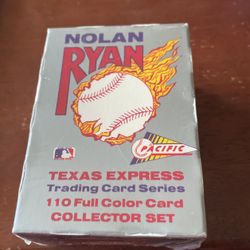 NOLAN
RYAN
PACIFIC
TEXAS EXPRESS
Trading Card Series
110 Full Color Card
COLLECTOR SET